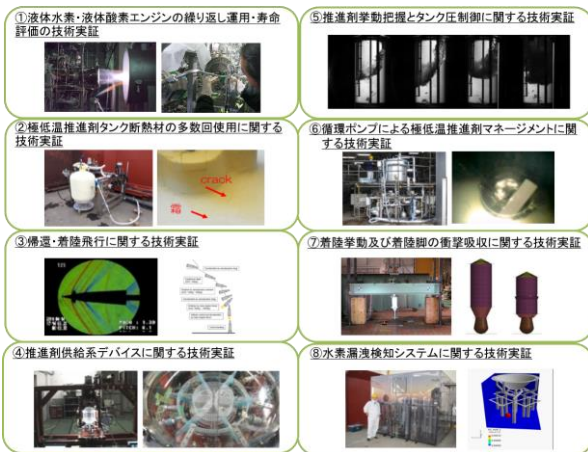 ①液体水素・液体酸素エンジンの繰り返し運用・寿命
評価の技術実証
②極低温推進剤タンク断熱材の多数回使用に関する
技術実証
crack
霜
③帰還・着陸飛行に関する技術実証
④推進剤供給系デバイスに関する技術実証
⑤推進剤挙動把握とタンク圧制御に関する技術実証
⑥循環ポンプによる極低温推進剤マネージメントに関
する技術実証
⑦着陸挙動及び着陸脚の衝撃吸収に関する技術実証
⑧水素漏洩検知システムに関する技術実証